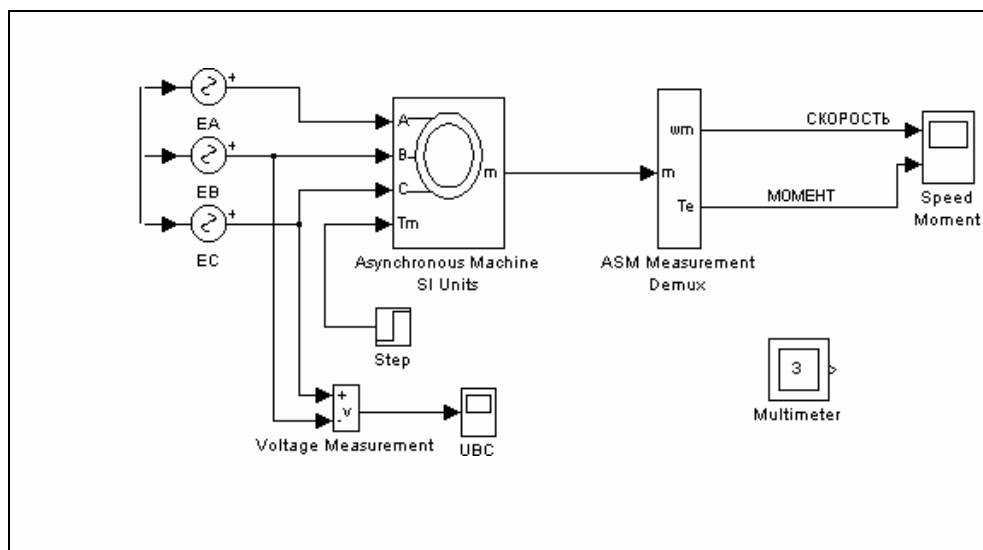 +
EA
+
EB
+
EC
A
B
C
Tm
m
Asynchronous Machine
SI Units
wm
m
Te
ASM Measurement
Demux
СКОРОСТЬ
МОМЕНТ
Speed
Moment
Step
+
v
-
Voltage Measurement
UBC
3
Multimeter